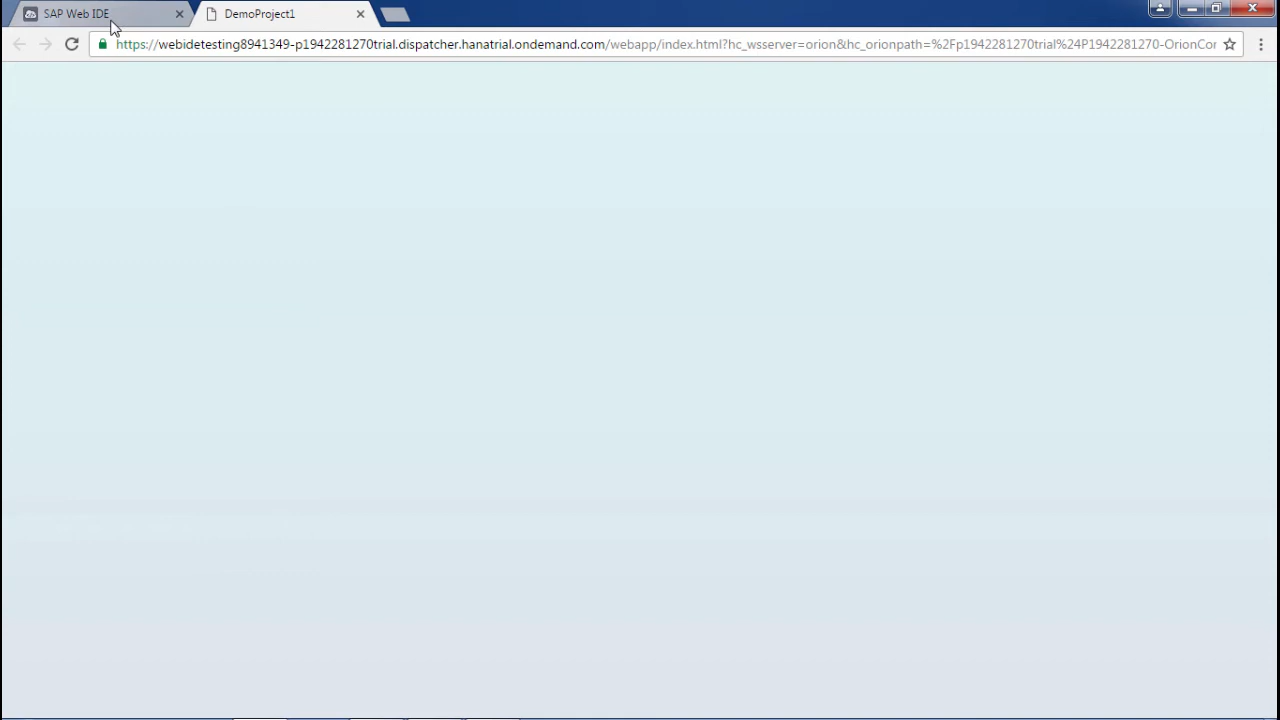 SAP Web IDE
DemoProject1
https://webidetesting8941349-p1942281270trial.dispatcher.hanatrial.ondemand.com/webapp/index.html?hc_wsserver=orion&hc_orionpath=%2Fp1942281270trial%24P1942281270-OrionCor